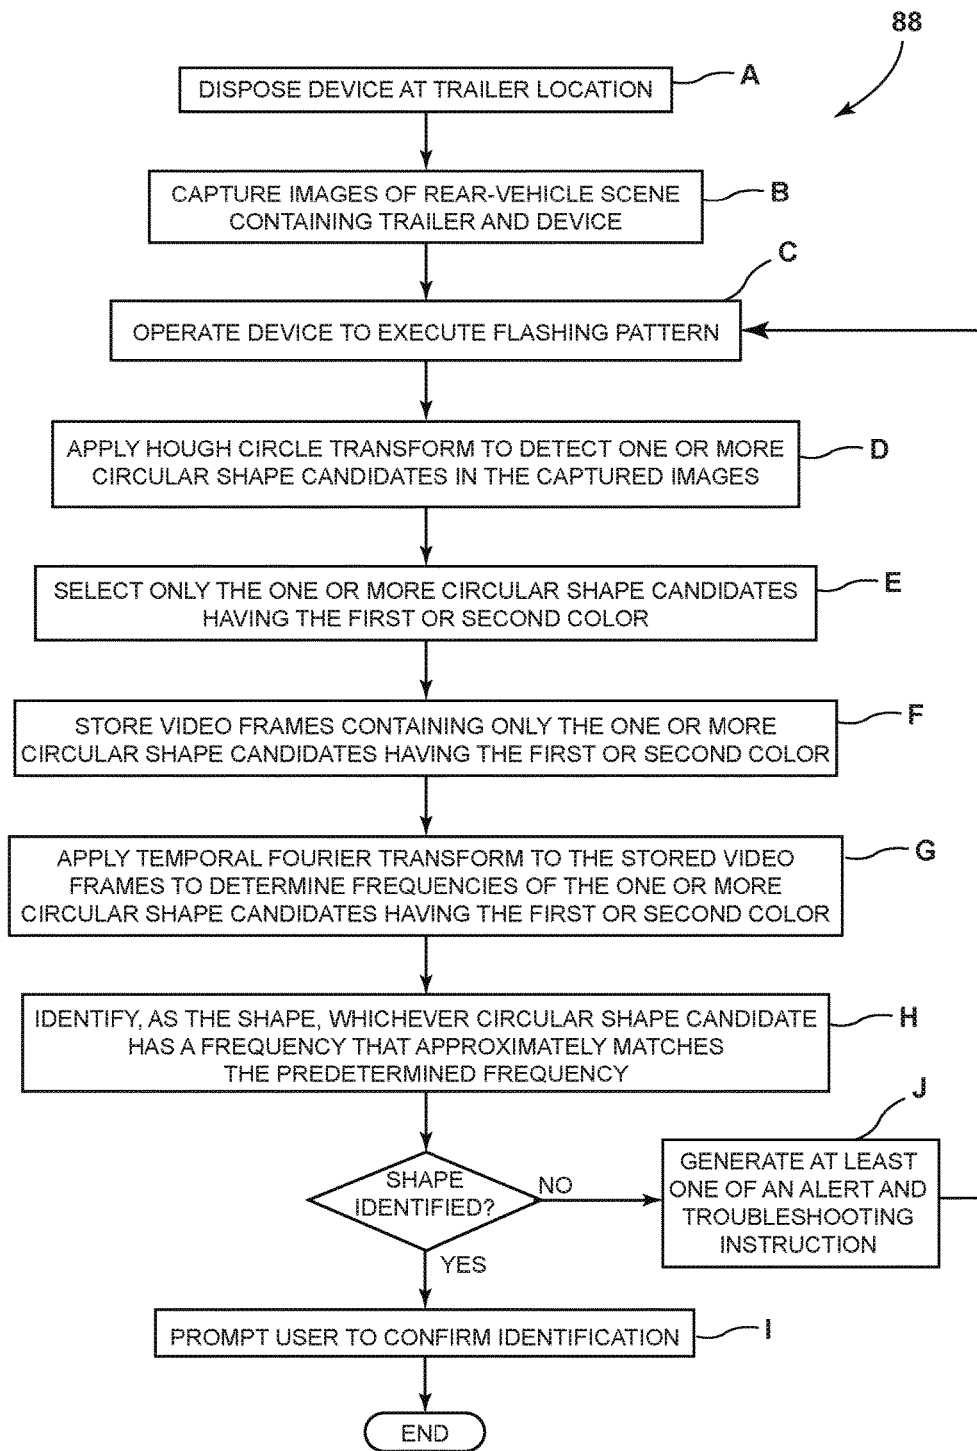 88
DISPOSE DEVICE AT TRAILER LOCATION
A
CAPTURE IMAGES OF REAR-VEHICLE SCENE
CONTAINING TRAILER AND DEVICE
B
C
OPERATE DEVICE TO EXECUTE FLASHING PATTERN
APPLY HOUGH CIRCLE TRANSFORM TO DETECT ONE OR MORE
CIRCULAR SHAPE CANDIDATES IN THE CAPTURED IMAGES
D
SELECT ONLY THE ONE OR MORE CIRCULAR SHAPE CANDIDATES
HAVING THE FIRST OR SECOND COLOR
E
STORE VIDEO FRAMES CONTAINING ONLY THE ONE OR MORE
CIRCULAR SHAPE CANDIDATES HAVING THE FIRST OR SECOND COLOR
F
APPLY TEMPORAL FOURIER TRANSFORM TO THE STORED VIDEO
FRAMES TO DETERMINE FREQUENCIES OF THE ONE OR MORE
CIRCULAR SHAPE CANDIDATES HAVING THE FIRST OR SECOND COLOR
G
IDENTIFY, AS THE SHAPE, WHICHEVER CIRCULAR SHAPE CANDIDATE
HAS A FREQUENCY THAT APPROXIMATELY MATCHES
THE PREDETERMINED FREQUENCY
H
SHAPE
IDENTIFIED?
NO
J
GENERATE AT LEAST
ONE OF AN ALERT AND
TROUBLESHOOTING
INSTRUCTION
YES
PROMPT USER TO CONFIRM IDENTIFICATION
I
END